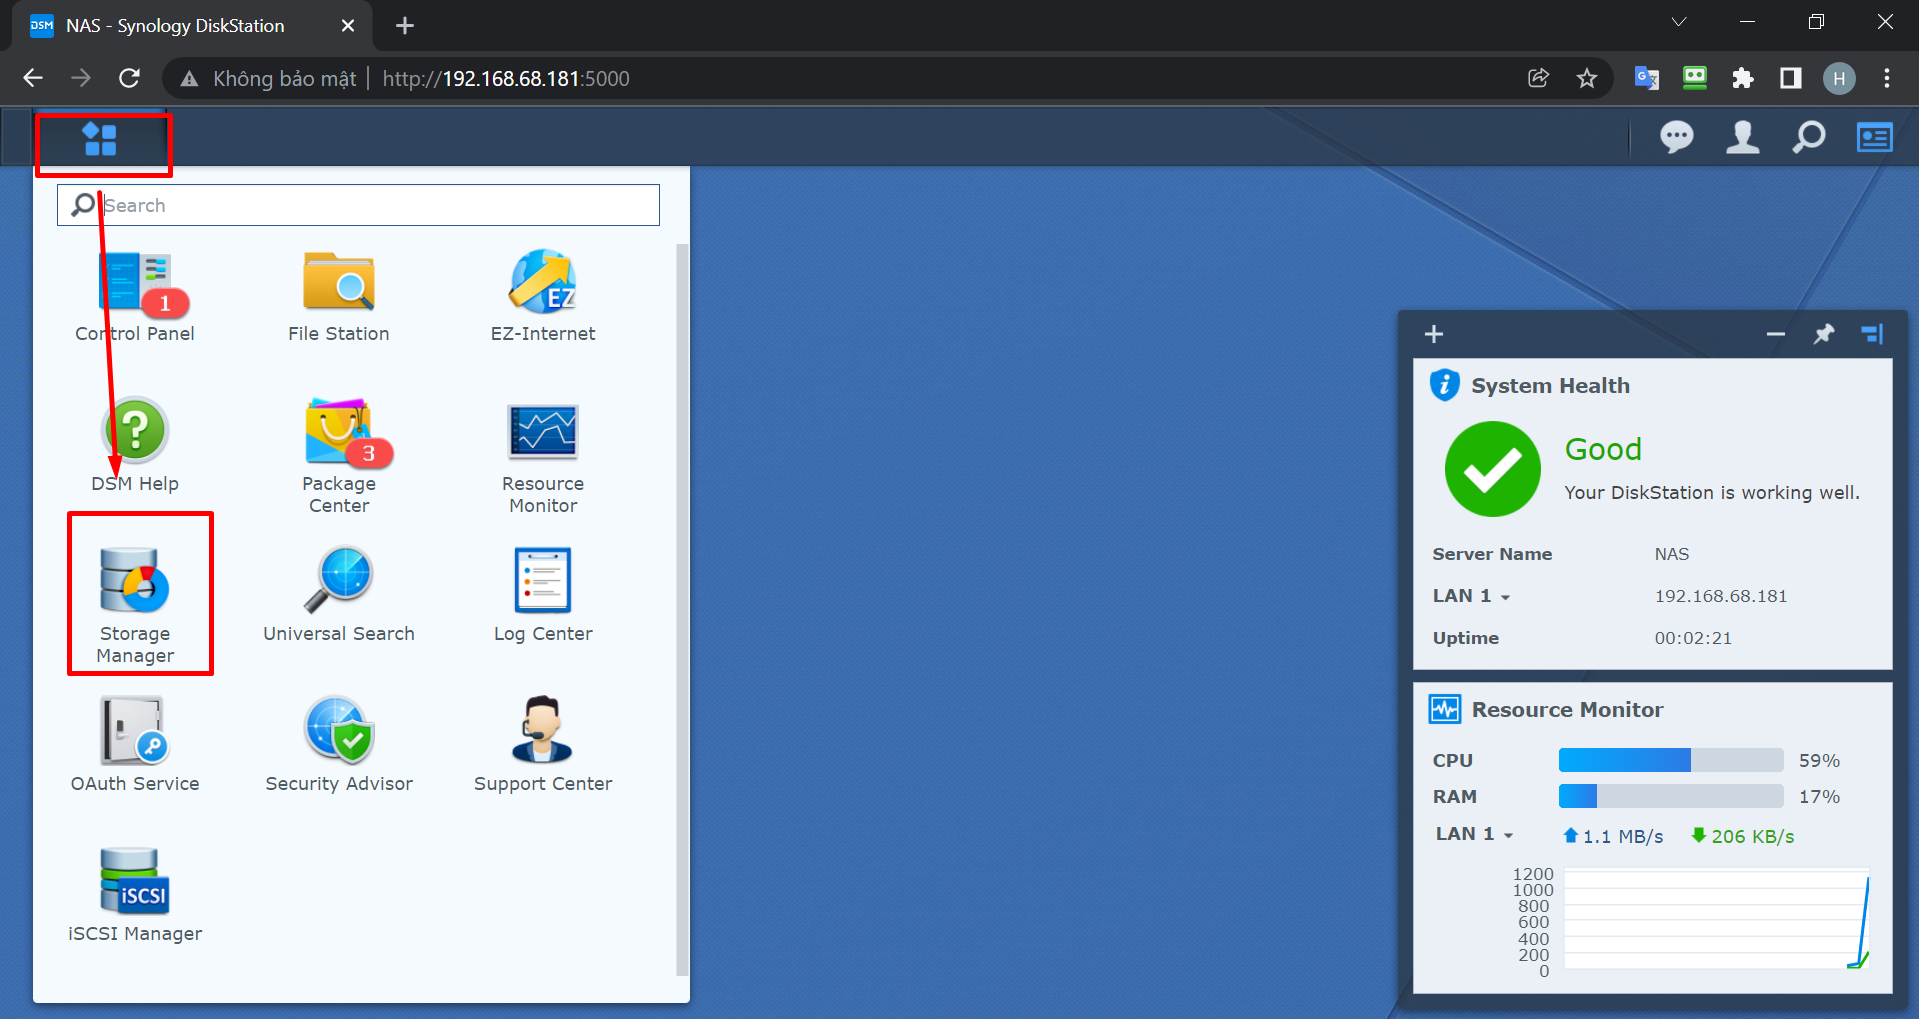 DSM NAS - Synology DiskStation
Không bảo mật http://192.168.68.181:5000 H
Search
1
Control Panel
File Station
EZ
EZ-Internet
?
DSM Help
3
Package
Center
Resource
Monitor
Storage
Manager
Universal Search
Log Center
OAuth Service
Security Advisor
Support Center
iSCSI
iSCSI Manager
System Health
Good
Your DiskStation is working well.
Server Name NAS
LAN 1 192.168.68.181
Uptime 00:02:21
Resource Monitor
CPU 59%
RAM 17%
LAN 1 1.1 MB/s 206 KB/s
1200
1000
800
600
400
200
0